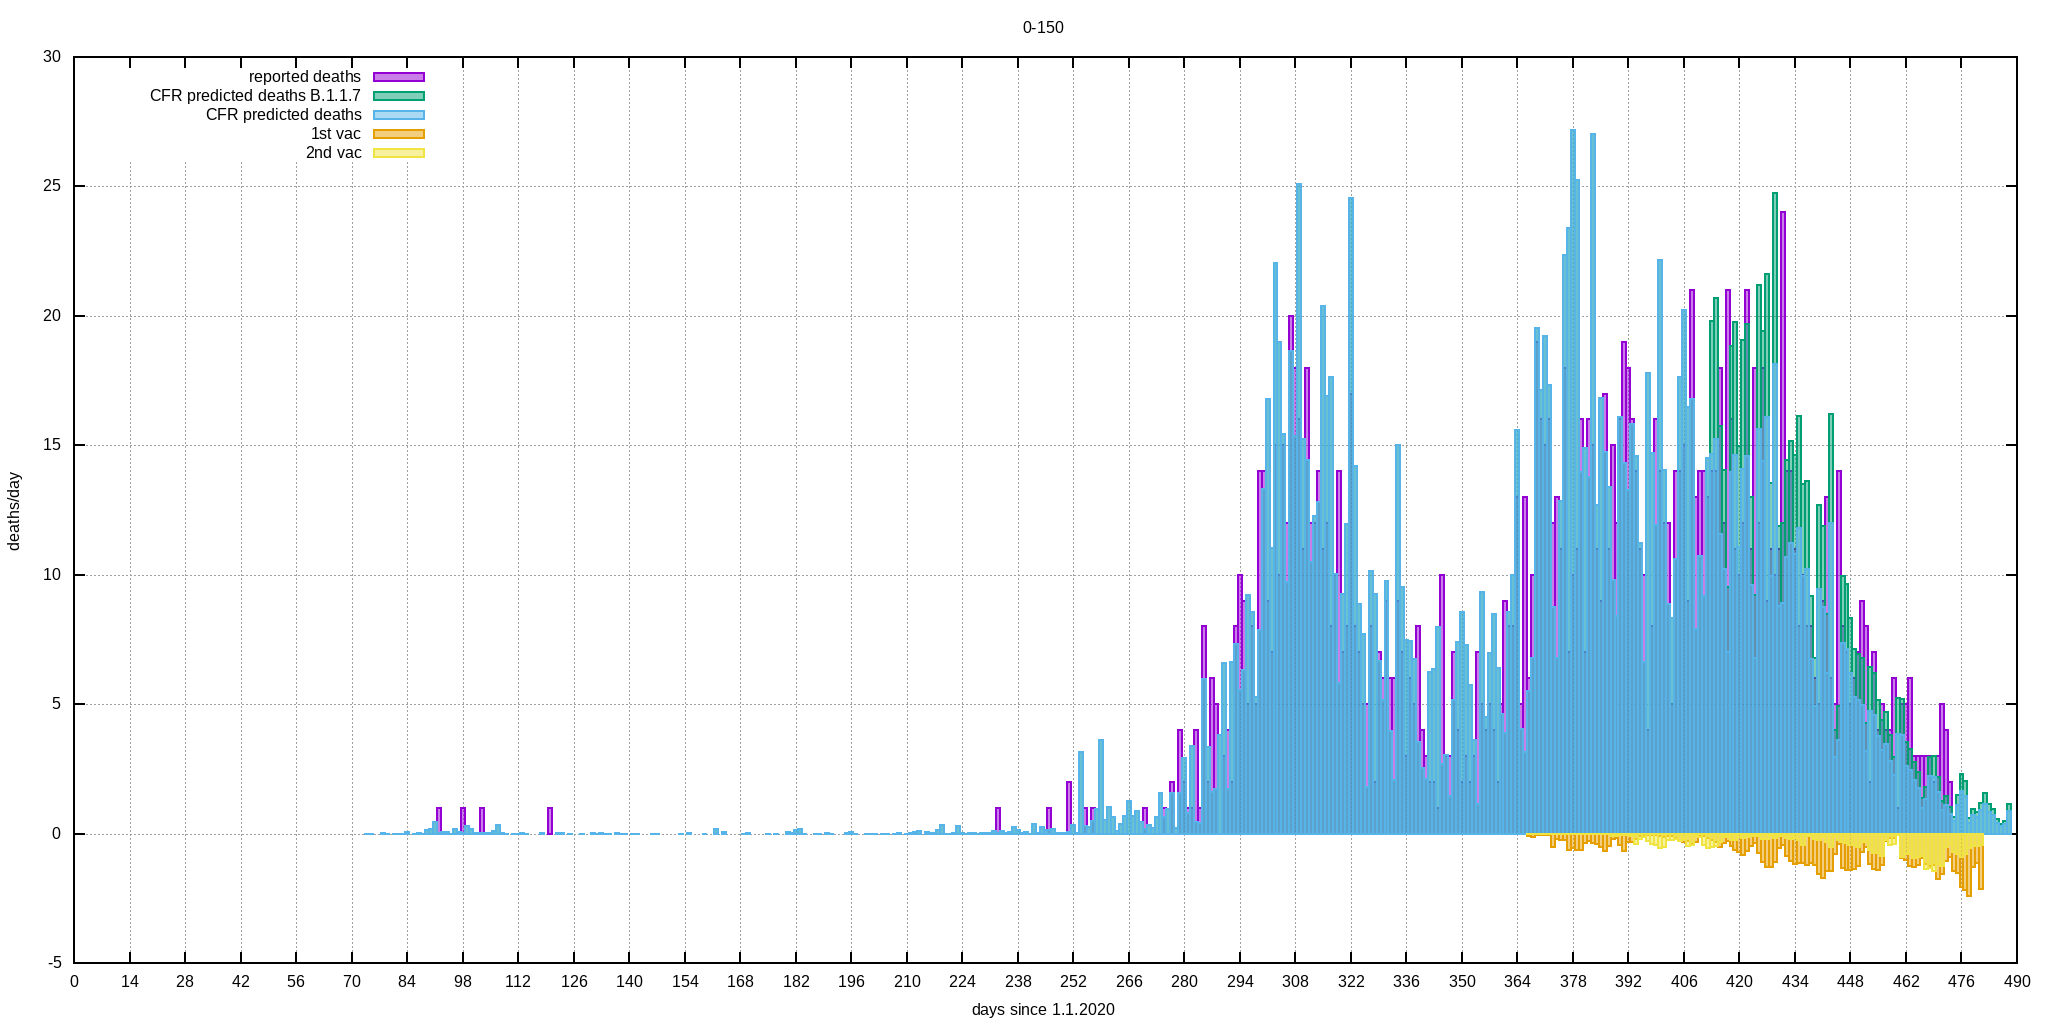 0-150
reported deaths
CFR predicted deaths B.1.1.7
CFR predicted deaths
1st vac
2nd vac
30
25
20
15
10
5
0
-5
deaths/day
0 14 28 42 56 70 84 98 112 126 140 154 168 182 196 210 224 238 252 266 280 294 308 322 336 350 364 378 392 406 420 434 448 462 476 490
days since 1.1.2020